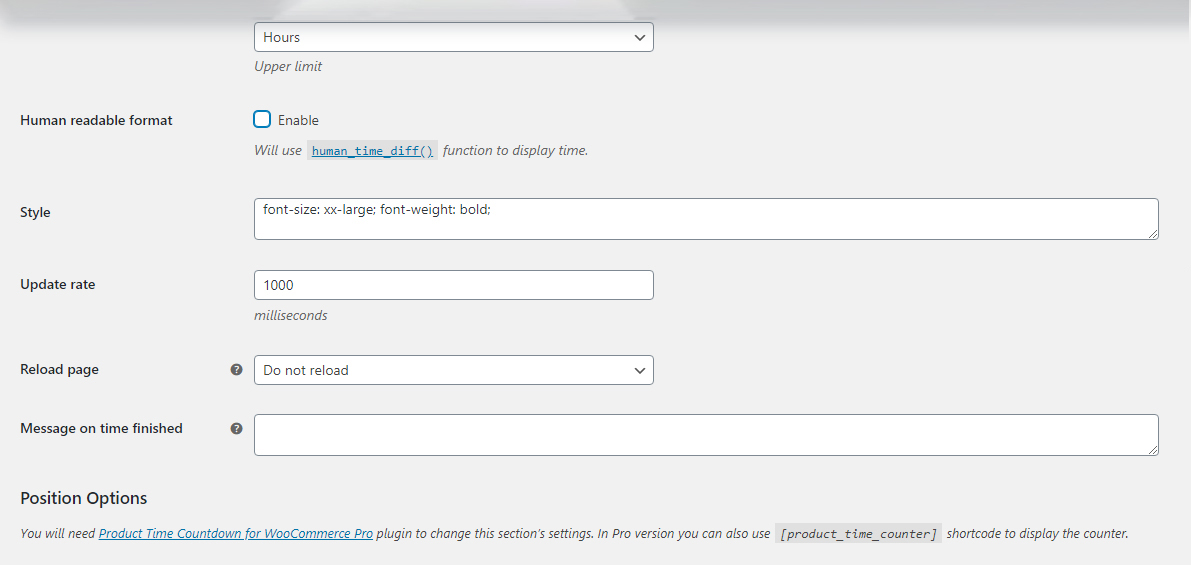 Hours
Upper limit
Human readable format
Enable
Will use human_time_diff() function to display time.
Style
font-size: xx-large; font-weight: bold;
Update rate
1000
milliseconds
Reload page ?
Do not reload
Message on time finished ?
Position Options
You will need Product Time Countdown for WooCommerce Pro plugin to change this section's settings. In Pro version you can also use [product_time_counter] shortcode to display the counter.